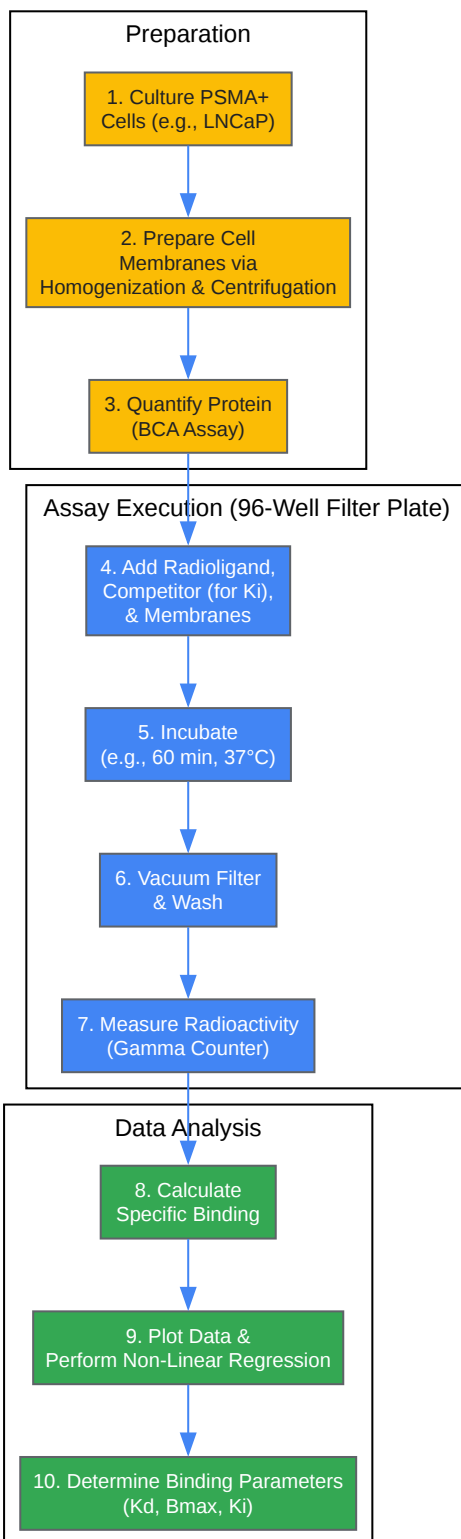 Preparation
1. Culture PSMA+
Cells (e.g., LNCaP)
2. Prepare Cell
Membranes via
Homogenization & Centrifugation
3. Quantify Protein
(BCA Assay)
Assay Execution (96-Well Filter Plate)
4. Add Radioligand,
Competitor (for Ki),
& Membranes
5. Incubate
(e.g., 60 min, 37°C)
6. Vacuum Filter
& Wash
7. Measure Radioactivity
(Gamma Counter)
Data Analysis
8. Calculate
Specific Binding
9. Plot Data &
Perform Non-Linear Regression
10. Determine Binding Parameters
(Kd, Bmax, Ki)